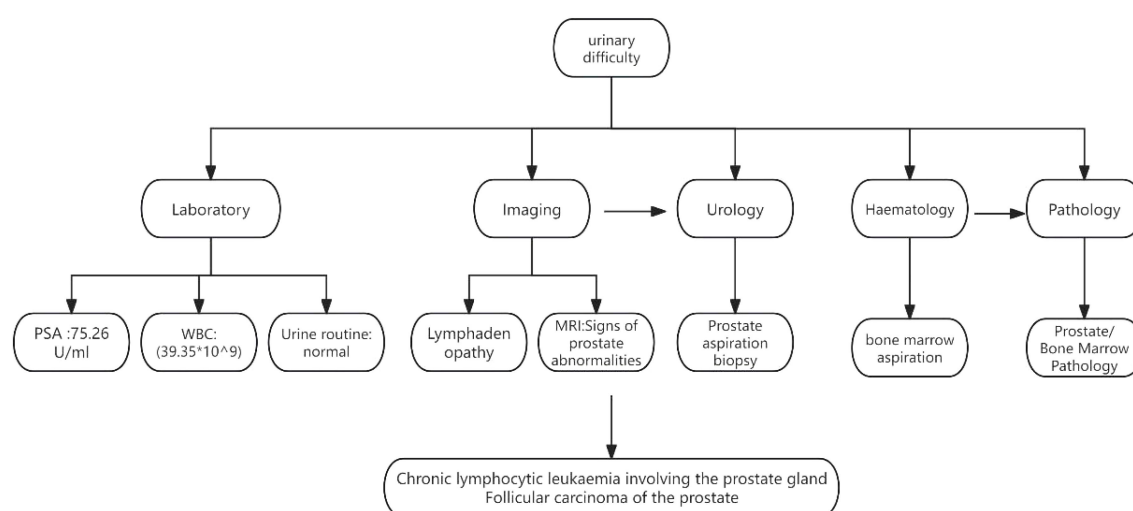 urinary
difficulty
Laboratory
Imaging
Urology
Haematology
Pathology
PSA :75.26
U/ml
WBC:
(39.35*10^9)
Urine routine:
normal
Lymphaden
opathy
MRI:Signs of
prostate
abnormalities
Prostate
aspiration
biopsy
bone marrow
aspiration
Prostate/
Bone Marrow
Pathology
Chronic lymphocytic leukaemia involving the prostate gland
Follicular carcinoma of the prostate